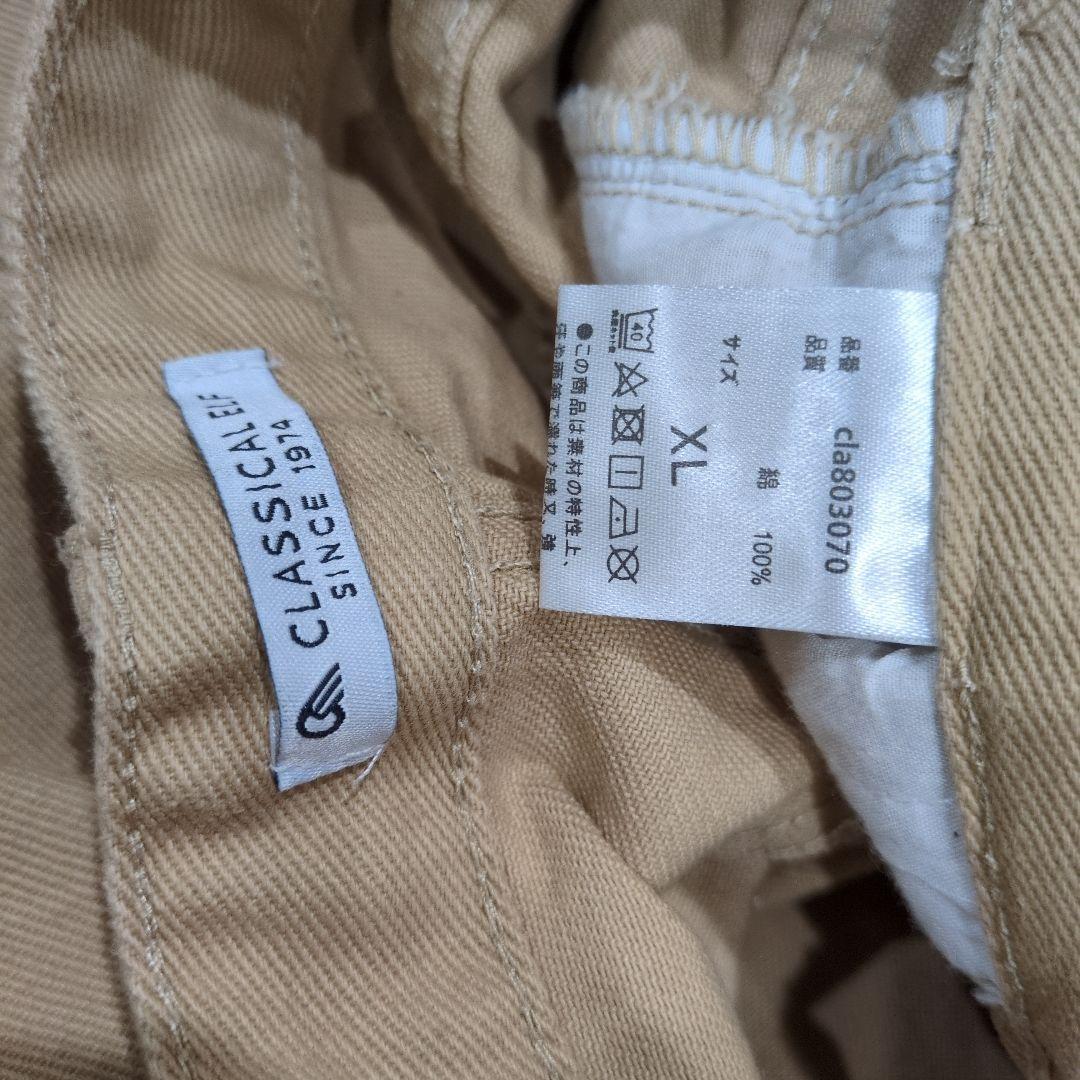 CLASSICAL ELF
SINCE 1974
品番 cla803070
品質 綿 100%
サイズ XL
40
●この商品は素材の特性上、